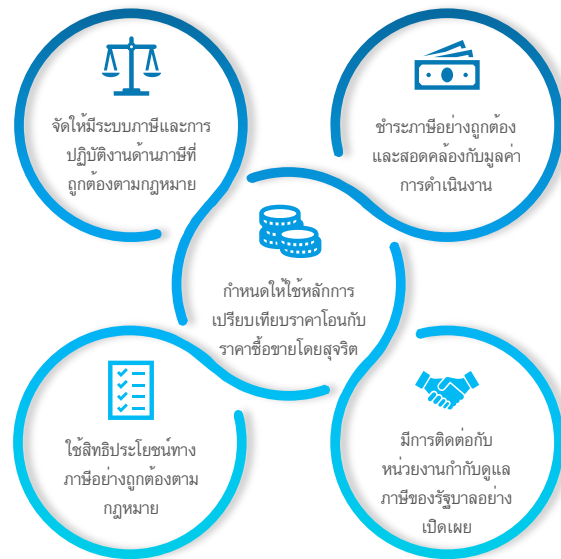 จัดให้มีระบบภาษีและการ
ปฏิบัติงานด้านภาษีที่
ถูกต้องตามกฎหมาย
ชำระภาษีอย่างถูกต้อง
และสอดคล้องกับมูลค่า
การดำเนินงาน
กำหนดให้ใช้หลักการ
เปรียบเทียบราคาโอนกับ
ราคาซื้อขายโดยสุจริต
ใช้สิทธิประโยชน์ทาง
ภาษีอย่างถูกต้องตาม
กฎหมาย
มีการติดต่อกับ
หน่วยงานกำกับดูแล
ภาษีของรัฐบาลอย่าง
เปิดเผย